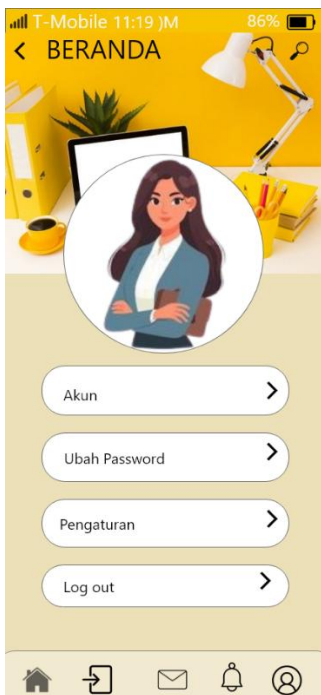 T-Mobile 11:19 )M 86%
BERANDA
Akun
Ubah Password
Pengaturan
Log out